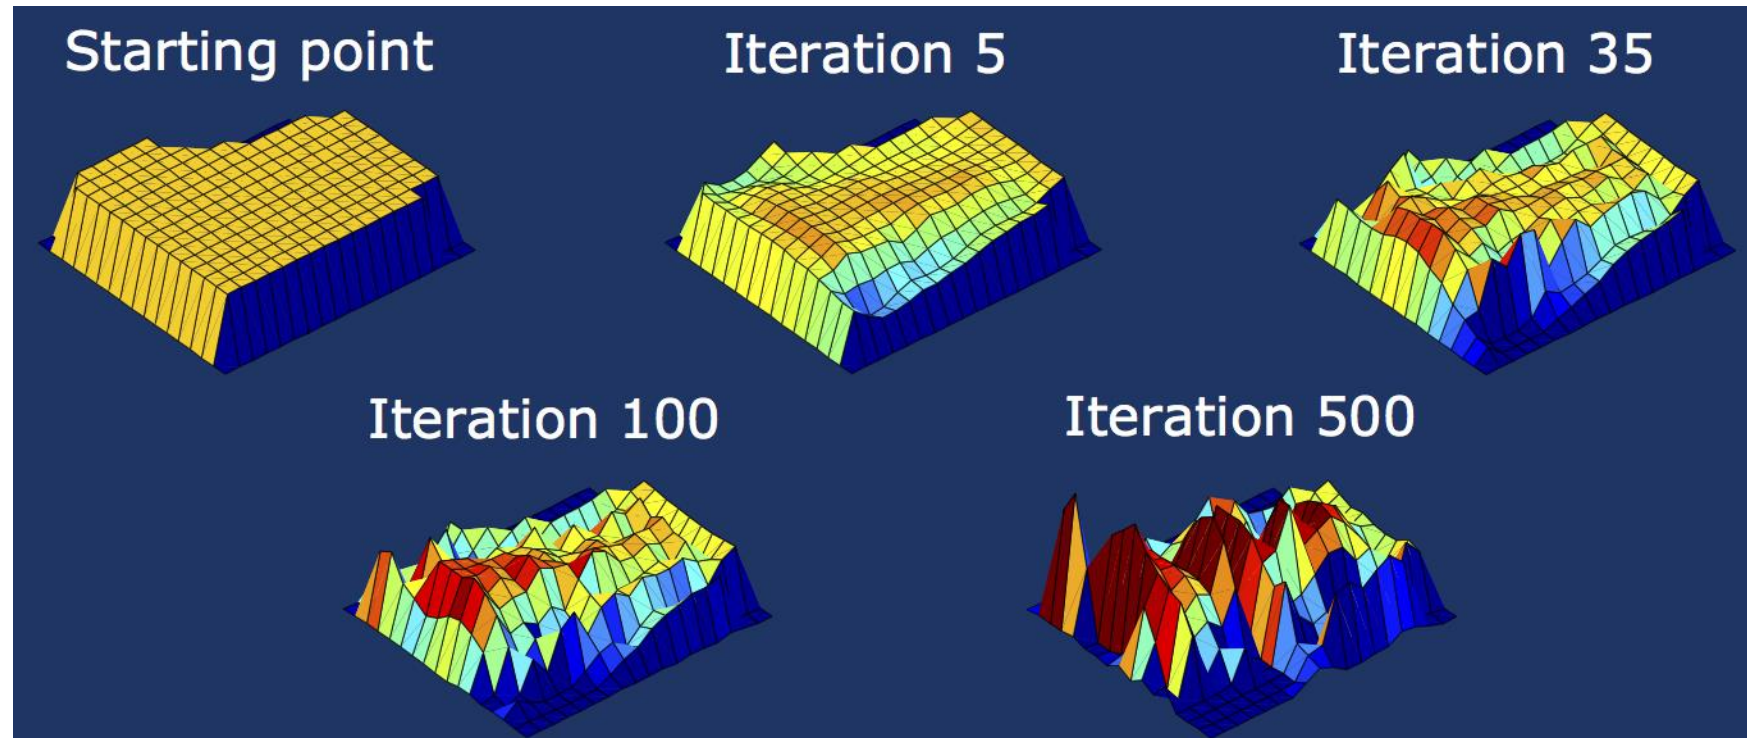 Starting point
Iteration 5
Iteration 35
Iteration 100
Iteration 500